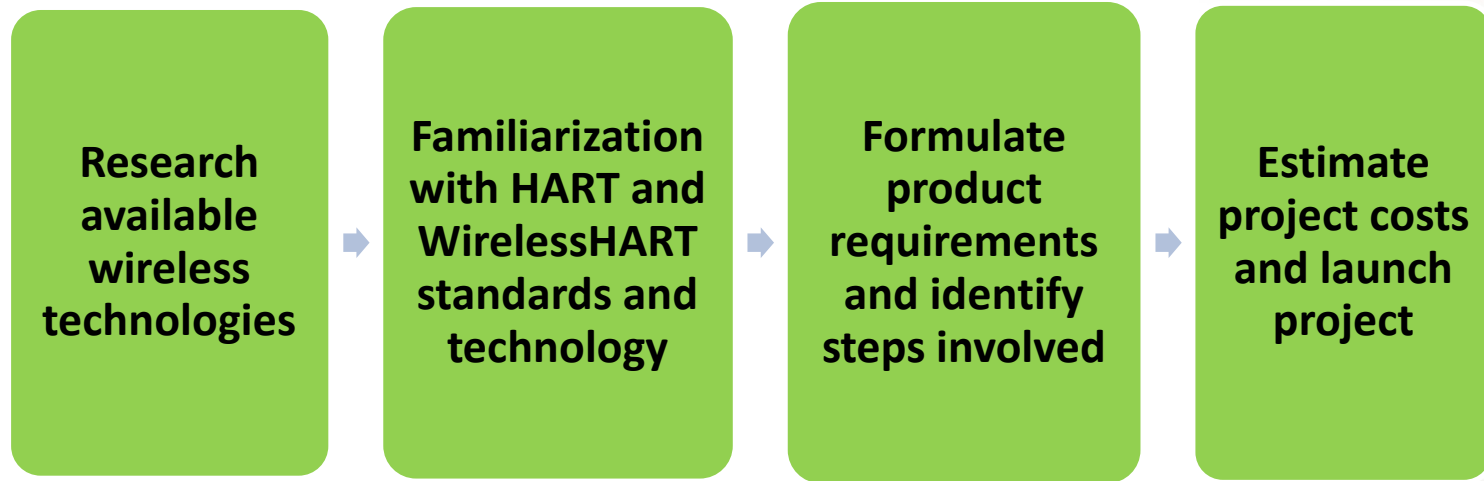 Research
available
wireless
technologies
Familiarization
with HART and
WirelessHART
standards and
technology
Formulate
product
requirements
and identify
steps involved
Estimate
project costs
and launch
project